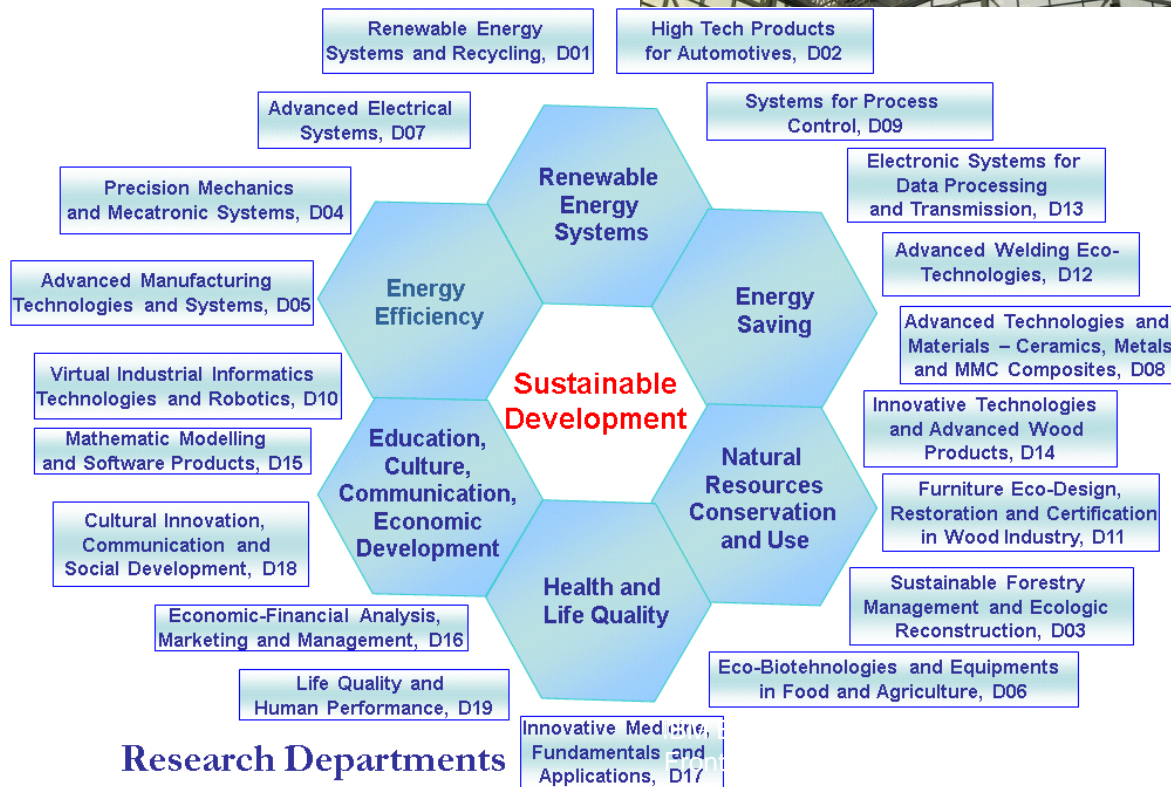 Renewable Energy
Systems and Recycling, D01
High Tech Products
for Automotives, D02
Advanced Electrical
Systems, D07
Systems for Process
Control, D09
Precision Mechanics
and Mecatronic Systems, D04
Electronic Systems for
Data Processing
and Transmission, D13
Advanced Manufacturing
Technologies and Systems, D05
Advanced Welding Eco-
Technologies, D12
Virtual Industrial Informatics
Technologies and Robotics, D10
Advanced Technologies and
Materials – Ceramics, Metals
and MMC Composites, D08
Mathematic Modelling
and Software Products, D15
Innovative Technologies
and Advanced Wood
Products, D14
Cultural Innovation,
Communication and
Social Development, D18
Furniture Eco-Design,
Restoration and Certification
in Wood Industry, D11
Economic-Financial Analysis,
Marketing and Management, D16
Sustainable Forestry
Management and Ecologic
Reconstruction, D03
Life Quality and
Human Performance, D19
Eco-Biotehnologies and Equipments
in Food and Agriculture, D06
Innovative Medicine,
Fundamentals and
Applications, D17
Renewable
Energy
Systems
Energy
Efficiency
Energy
Saving
Sustainable
Development
Education,
Culture,
Communication,
Economic
Development
Natural
Resources
Conservation
and Use
Health and
Life Quality
Research Departments